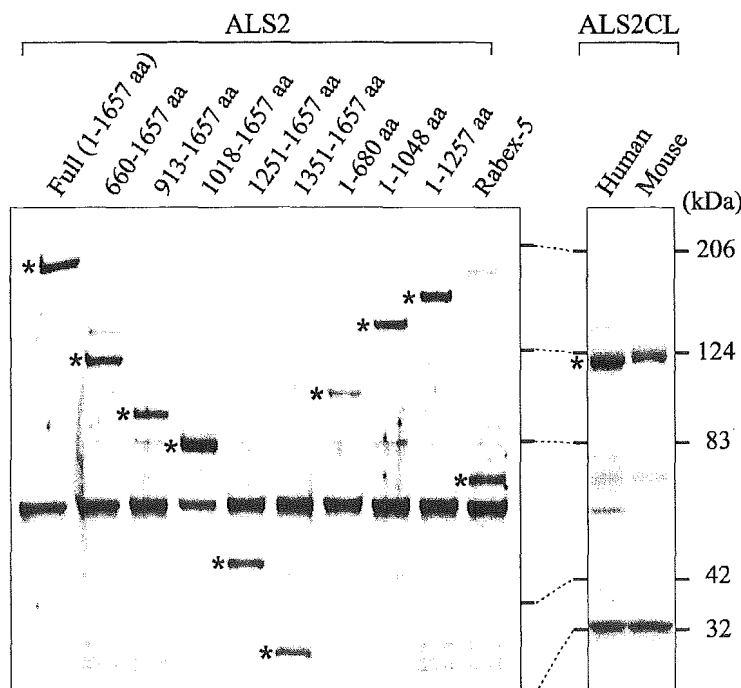 ALS2
ALS2CL
Full (1-1657 aa)
660-1657 aa
913-1657 aa
1018-1657 aa
1251-1657 aa
1351-1657 aa
1-680 aa
1-1048 aa
1-1257 aa
Rabex-5
Human
Mouse
(kDa)
* 206
*
* 124
* *
*
* 83
*
*
* 42
* 32